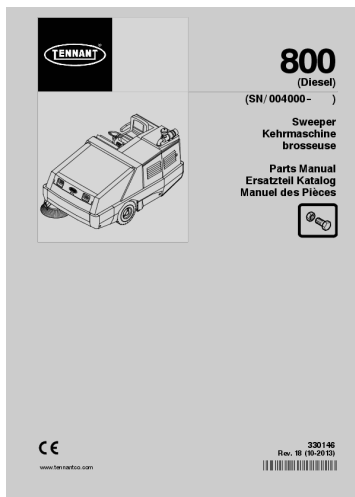 TENNANT
800
(Diesel)
(SN/ 004000- )
Sweeper
Kehrmaschine
brosseuse
Parts Manual
Ersatzteil Katalog
Manuel des Pièces
CE
www.tennantco.com
330146
Rev. 18 (10-2013)